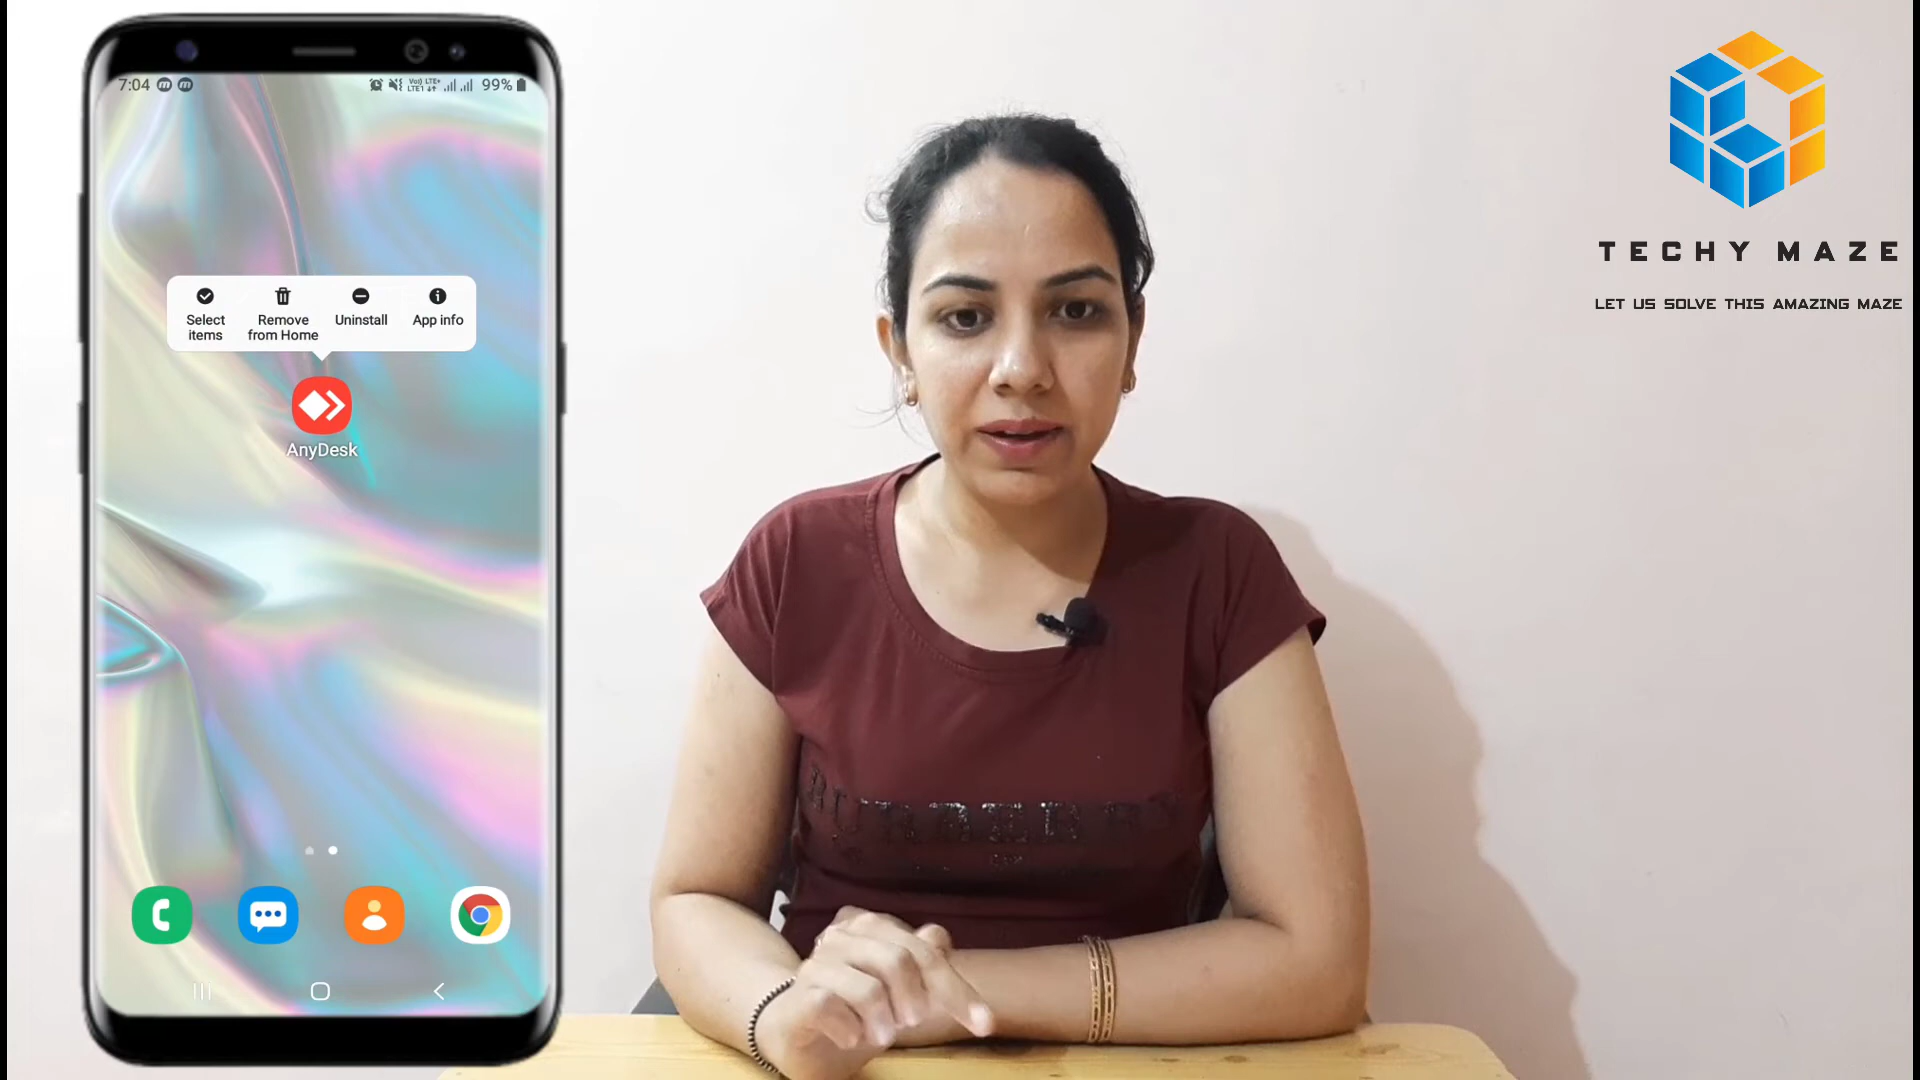 7:04
99%
Select
items
Remove
from Home
Uninstall
App info
AnyDesk
TECHY MAZE
LET US SOLVE THIS AMAZING MAZE